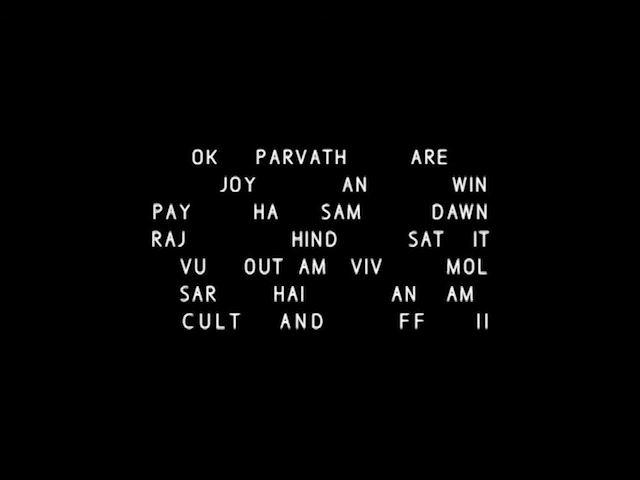 OK PARVATH ARE
JOY AN WIN
PAY HA SAM DAWN
RAJ HIND SAT IT
VU OUT AM VIV MOL
SAR HAI AN AM
CULT AND FF II